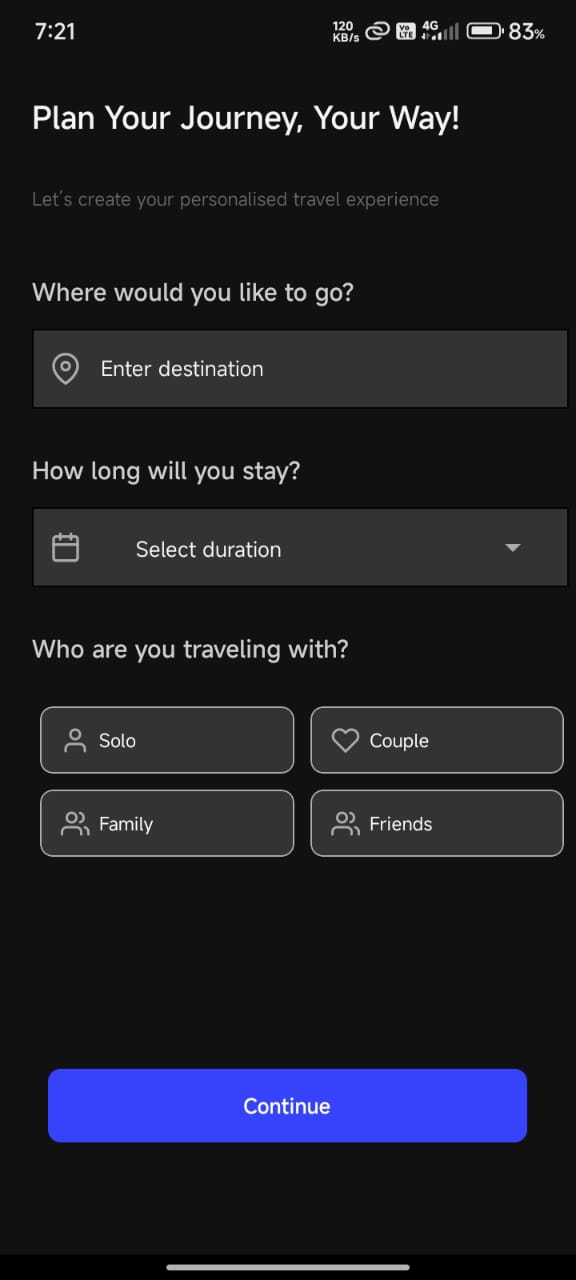 7:21
120 KB/s Vo LTE 4G 83%
Plan Your Journey, Your Way!
Let's create your personalised travel experience
Where would you like to go?
Enter destination
How long will you stay?
Select duration
Who are you traveling with?
Solo
Couple
Family
Friends
Continue